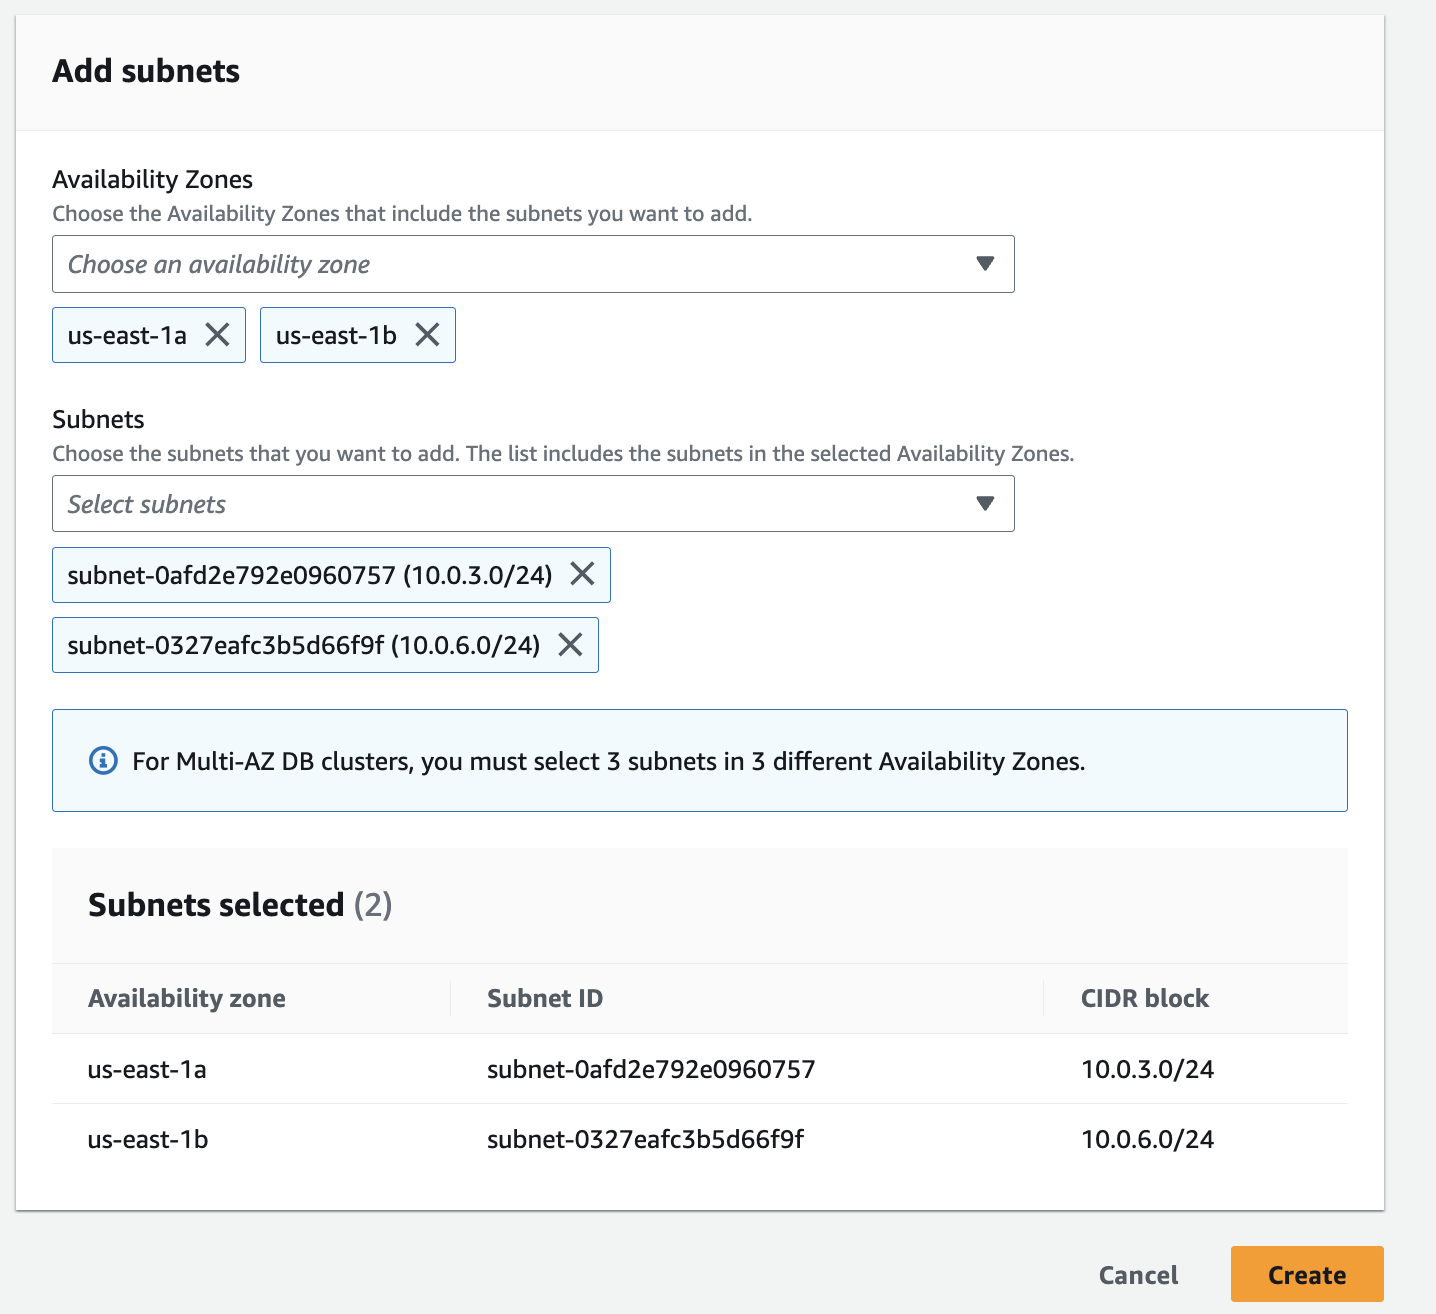 Add subnets
Availability Zones
Choose the Availability Zones that include the subnets you want to add.
Choose an availability zone
us-east-1a
us-east-1b
Subnets
Choose the subnets that you want to add. The list includes the subnets in the selected Availability Zones.
Select subnets
subnet-0afd2e792e0960757 (10.0.3.0/24)
subnet-0327eafc3b5d66f9f (10.0.6.0/24)
For Multi-AZ DB clusters, you must select 3 subnets in 3 different Availability Zones.
Subnets selected (2)
Availability zone Subnet ID CIDR block
us-east-1a subnet-0afd2e792e0960757 10.0.3.0/24
us-east-1b subnet-0327eafc3b5d66f9f 10.0.6.0/24
Cancel Create